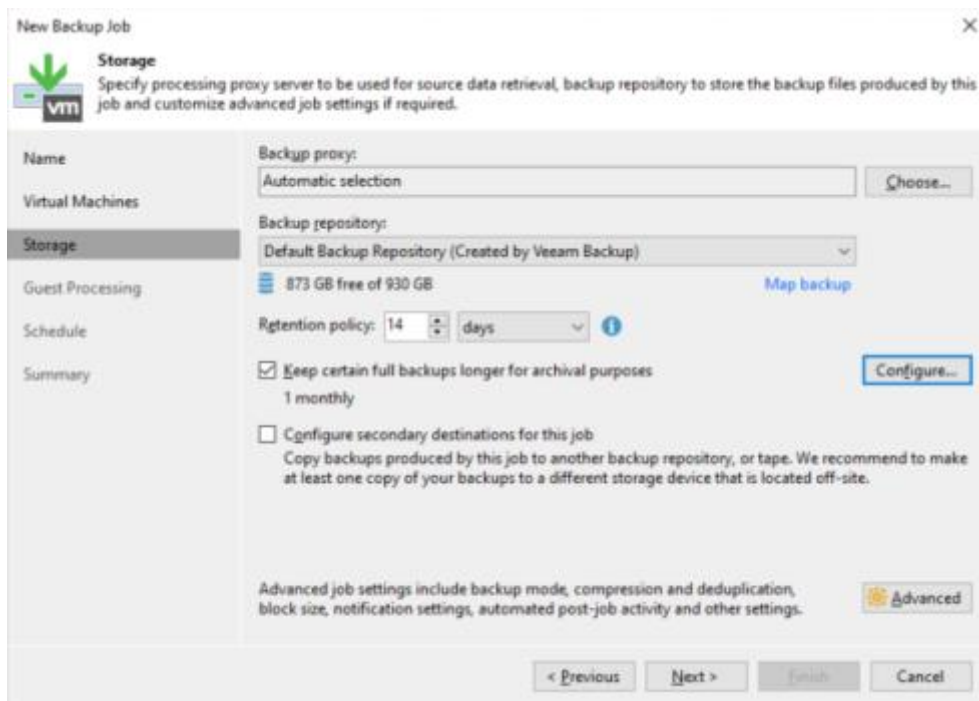 New Backup Job
Storage
Specify processing proxy server to be used for source data retrieval, backup repository to store the backup files produced by this
job and customize advanced job settings if required.
vm
Name
Virtual Machines
Storage
Guest Processing
Schedule
Summary
Backup proxy:
Automatic selection
Choose...
Backup repository:
Default Backup Repository (Created by Veeam Backup)
873 GB free of 930 GB
Map backup
Retention policy: 14 days
Keep certain full backups longer for archival purposes
Configure...
1 monthly
Configure secondary destinations for this job
Copy backups produced by this job to another backup repository, or tape. We recommend to make
at least one copy of your backups to a different storage device that is located off-site.
Advanced job settings include backup mode, compression and deduplication,
block size, notification settings, automated post-job activity and other settings.
Advanced
< Previous
Next >
Finish
Cancel